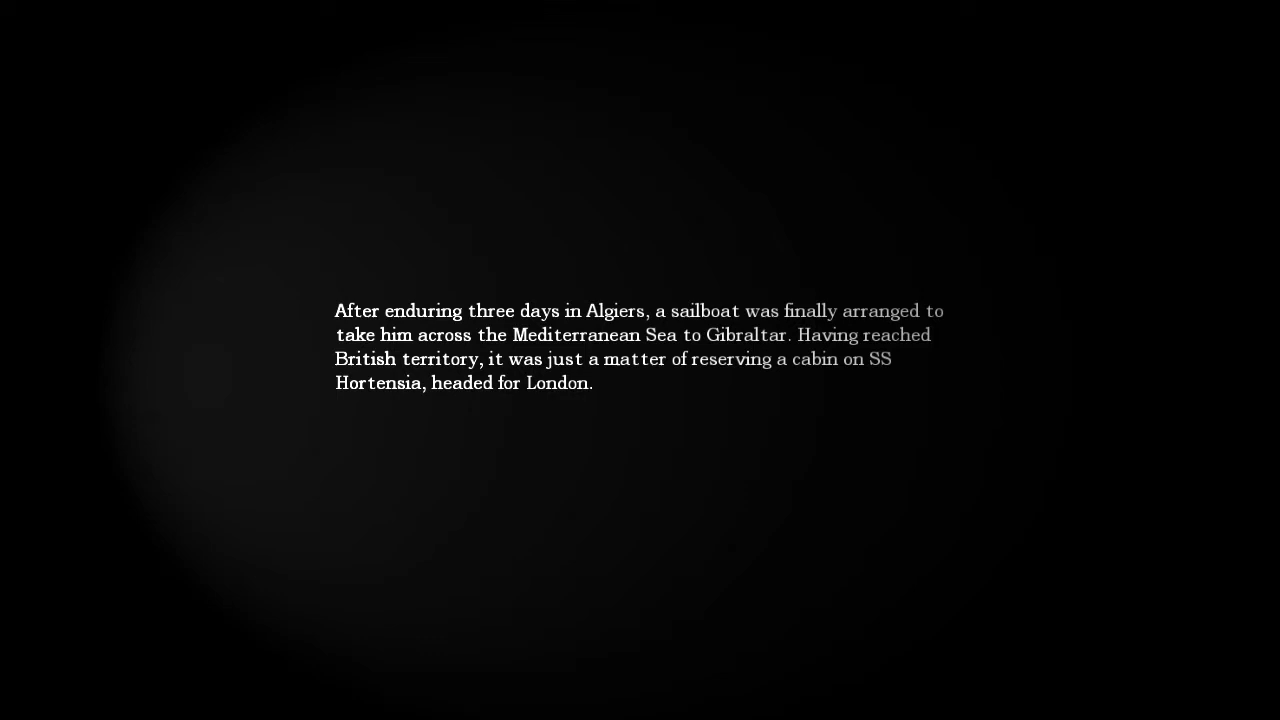 After enduring three days in Algiers, a sailboat was finally arranged to
take him across the Mediterranean Sea to Gibraltar. Having reached
British territory, it was just a matter of reserving a cabin on SS
Hortensia, headed for London.